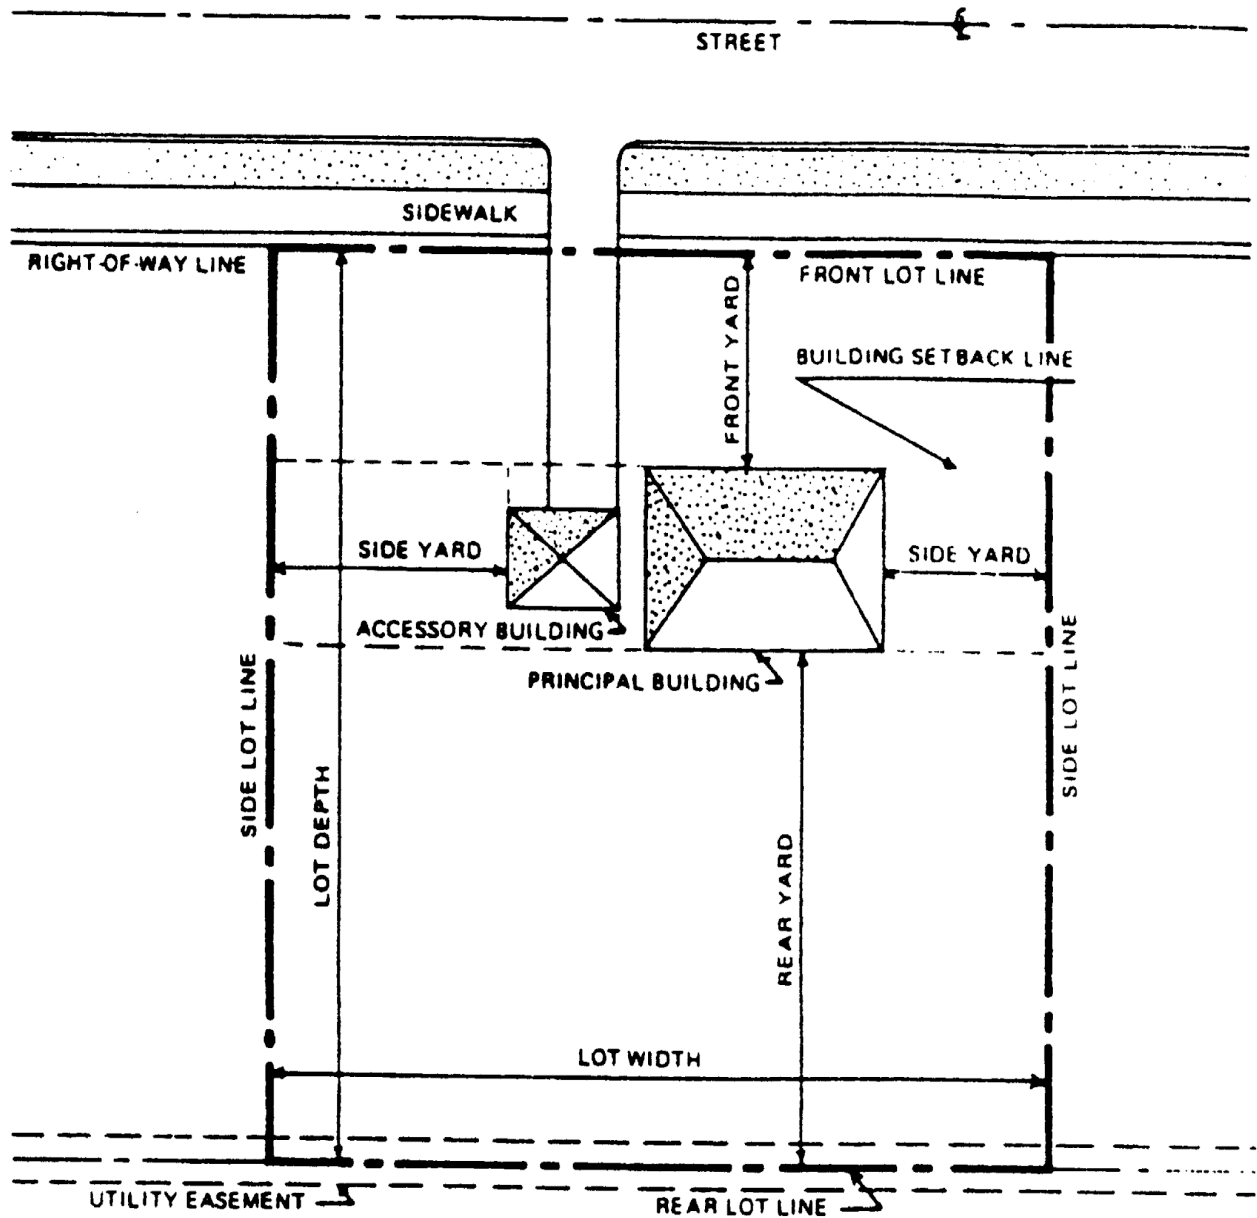 STREET
SIDEWALK
RIGHT-OF-WAY LINE
FRONT LOT LINE
FRONT YARD
BUILDING SETBACK LINE
SIDE YARD
SIDE YARD
ACCESSORY BUILDING
PRINCIPAL BUILDING
SIDE LOT LINE
SIDE LOT LINE
LOT DEPTH
REAR YARD
LOT WIDTH
UTILITY EASEMENT
REAR LOT LINE